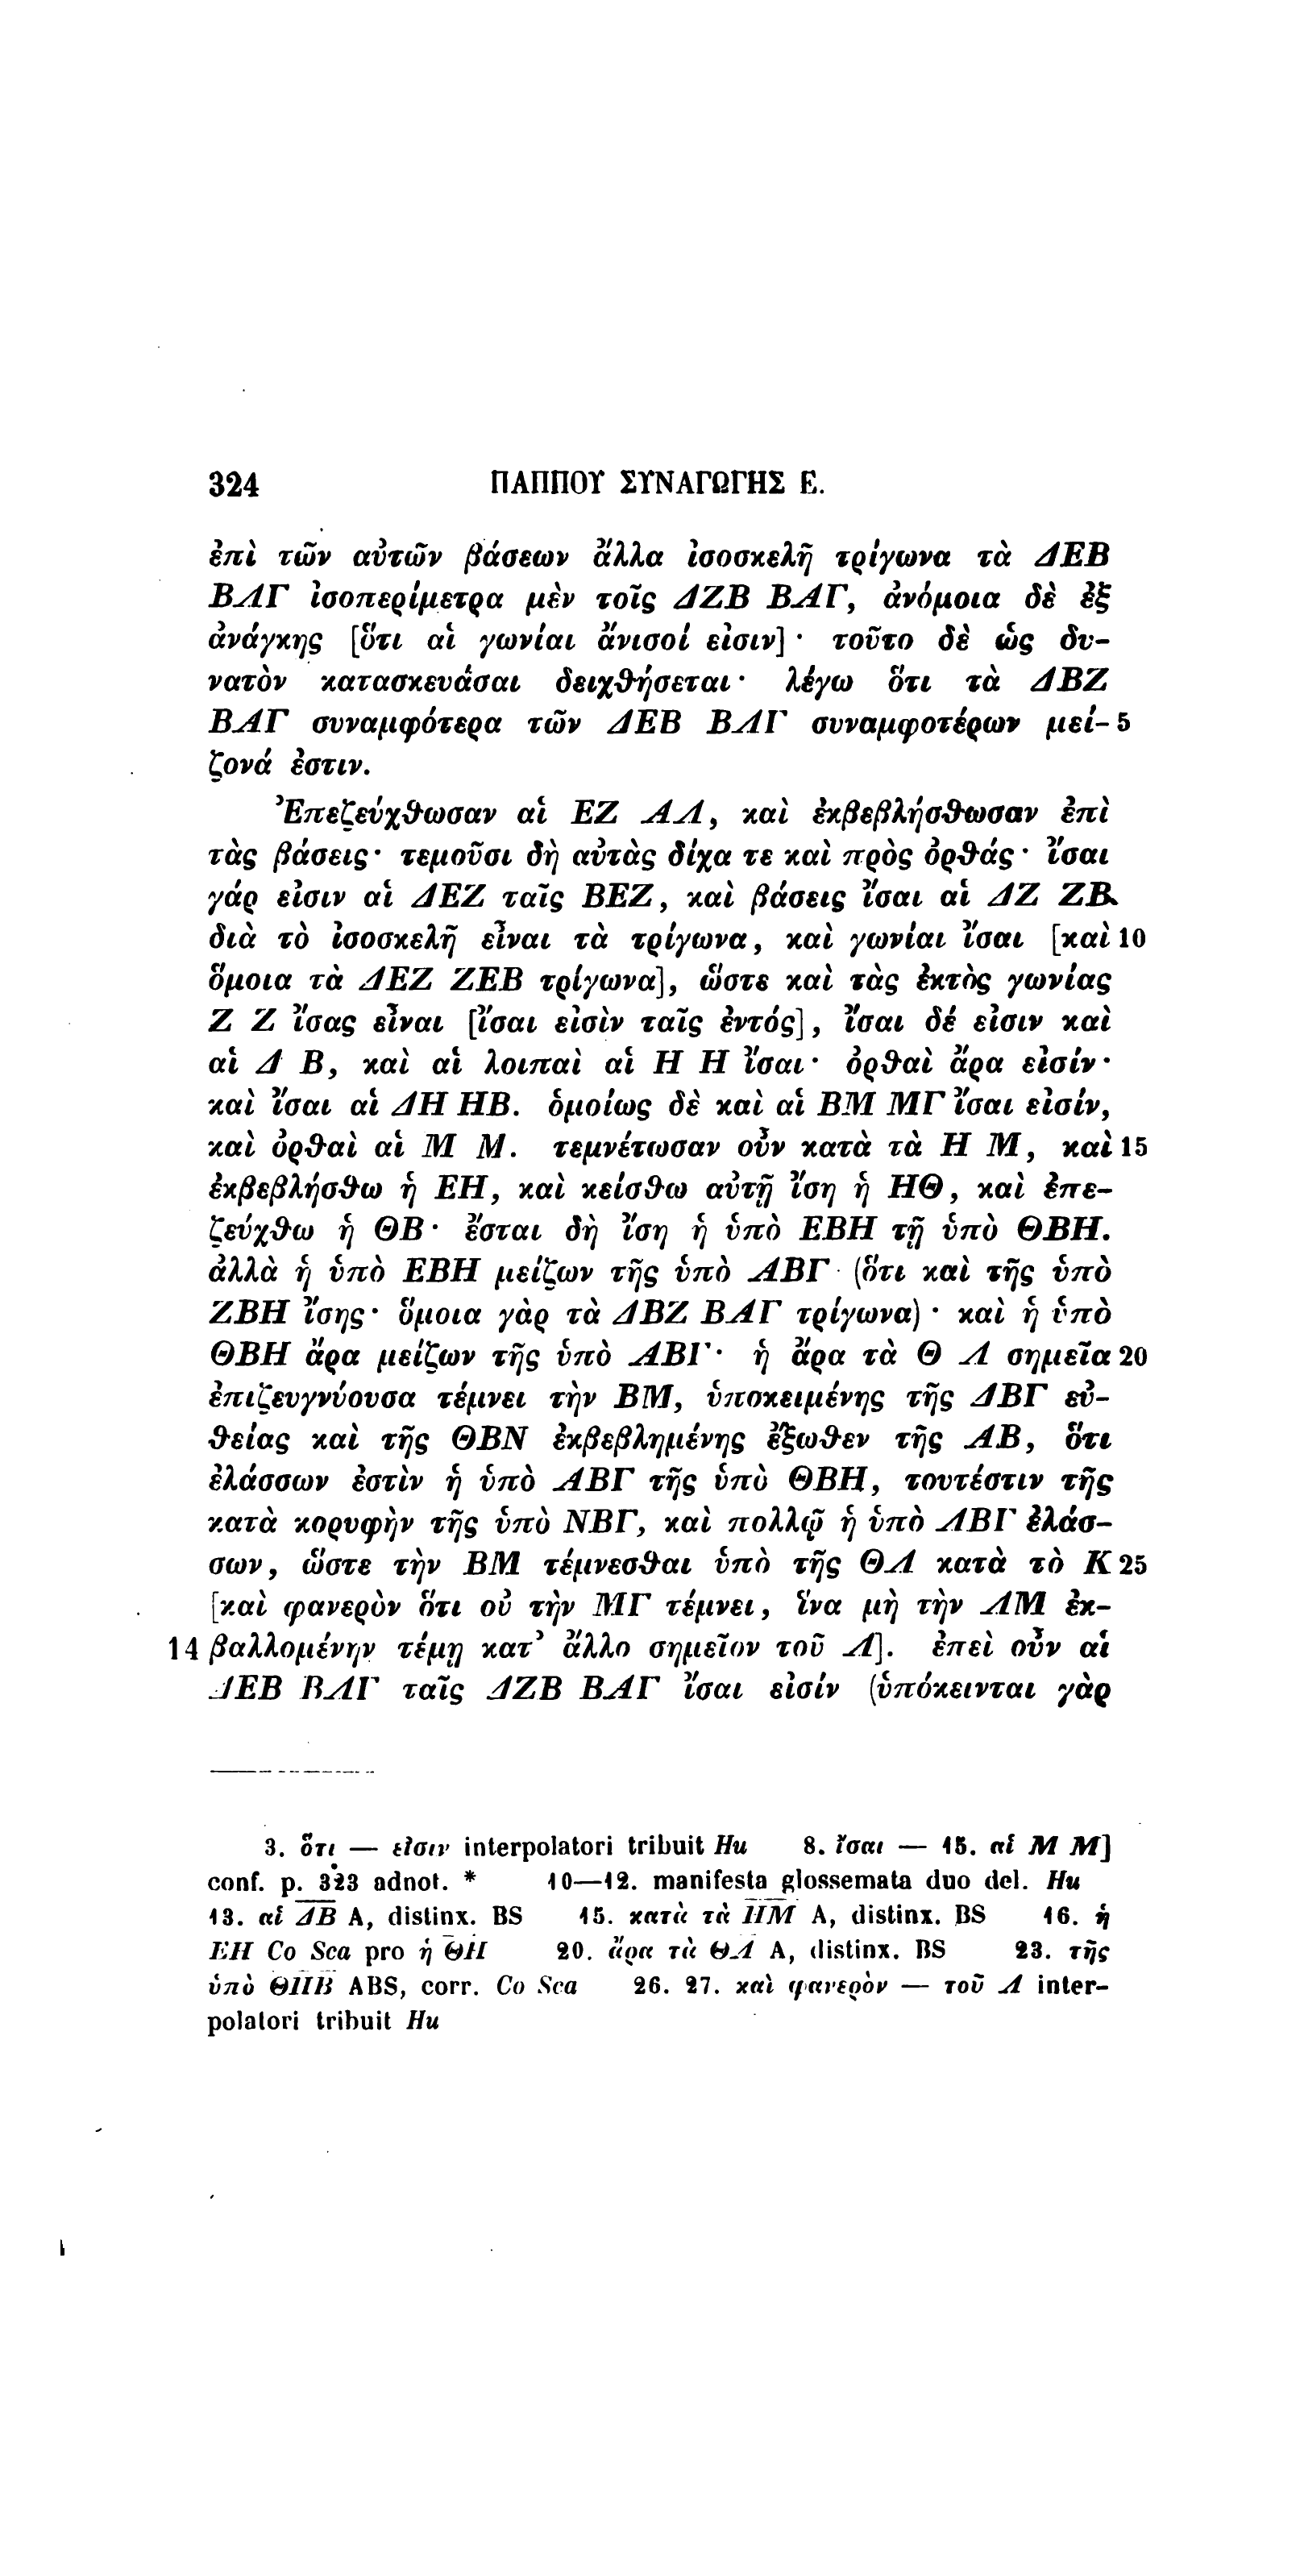 324 ΠΑΠΠΟΥ ΣΥΝΑΓΩΓΗΣ Ε.
ἐπὶ τῶν αὐτῶν βάσεων ἄλλα ἰσοσκελῆ τρίγωνα τὰ ΔΕΒ
ΒΛΓ ἰσοπερίμετρα μὲν τοῖς ΔΖΒ ΒΑΓ, ἀνόμοια δὲ ἐξ
ἀνάγκης [ὅτι αἱ γωνίαι ἄνισοί εἰσιν]· τοῦτο δὲ ὡς δυ-
νατὸν κατασκευάσαι δειχθήσεται· λέγω ὅτι τὰ ΔΒΖ
ΒΑΓ συναμφότερα τῶν ΔΕΒ ΒΛΓ συναμφοτέρων μεί- 5
ζονά ἐστιν.
Ἐπεζεύχθωσαν αἱ ΕΖ ΑΛ, καὶ ἐκβεβλήσθωσαν ἐπὶ
τὰς βάσεις· τεμοῦσι δὴ αὐτὰς δίχα τε καὶ πρὸς ὀρθάς· ἴσαι
γάρ εἰσιν αἱ ΔΕΖ ταῖς ΒΕΖ, καὶ βάσεις ἴσαι αἱ ΔΖ ΖΒ
διὰ τὸ ἰσοσκελῆ εἶναι τὰ τρίγωνα, καὶ γωνίαι ἴσαι [καὶ 10
ὅμοια τὰ ΔΕΖ ΖΕΒ τρίγωνα], ὥστε καὶ τὰς ἐκτὸς γωνίας
Ζ Ζ ἴσας εἶναι [ἴσαι εἰσὶν ταῖς ἐντός], ἴσαι δέ εἰσιν καὶ
αἱ Δ Β, καὶ αἱ λοιπαὶ αἱ Η Η ἴσαι· ὀρθαὶ ἄρα εἰσίν·
καὶ ἴσαι αἱ ΔΗ ΗΒ. ὁμοίως δὲ καὶ αἱ ΒΜ ΜΓ ἴσαι εἰσίν,
καὶ ὀρθαὶ αἱ Μ Μ. τεμνέτωσαν οὖν κατὰ τὰ Η Μ, καὶ 15
ἐκβεβλήσθω ἡ ΕΗ, καὶ κείσθω αὐτῇ ἴση ἡ ΗΘ, καὶ ἐπε-
ζεύχθω ἡ ΘΒ· ἔσται δὴ ἴση ἡ ὑπὸ ΕΒΗ τῇ ὑπὸ ΘΒΗ.
ἀλλὰ ἡ ὑπὸ ΕΒΗ μείζων τῆς ὑπὸ ΑΒΓ (ὅτι καὶ τῆς ὑπὸ
ΖΒΗ ἴσης· ὅμοια γὰρ τὰ ΔΒΖ ΒΑΓ τρίγωνα)· καὶ ἡ ὑπὸ
ΘΒΗ ἄρα μείζων τῆς ὑπὸ ΑΒΓ· ἡ ἄρα τὰ Θ Λ σημεῖα 20
ἐπιζευγνύουσα τέμνει τὴν ΒΜ, ὑποκειμένης τῆς ΔΒΓ εὐ-
θείας καὶ τῆς ΘΒΝ ἐκβεβλημένης ἔξωθεν τῆς ΑΒ, ὅτι
ἐλάσσων ἐστὶν ἡ ὑπὸ ΑΒΓ τῆς ὑπὸ ΘΒΗ, τουτέστιν τῆς
κατὰ κορυφὴν τῆς ὑπὸ ΝΒΓ, καὶ πολλῷ ἡ ὑπὸ ΛΒΓ ἐλάσ-
σων, ὥστε τὴν ΒΜ τέμνεσθαι ὑπὸ τῆς ΘΛ κατὰ τὸ Κ 25
[καὶ φανερὸν ὅτι οὐ τὴν ΜΓ τέμνει, ἵνα μὴ τὴν ΛΜ ἐκ-
14 βαλλομένην τέμῃ κατ’ ἄλλο σημεῖον τοῦ Λ]. ἐπεὶ οὖν αἱ
ΔΕΒ ΒΛΓ ταῖς ΔΖΒ ΒΑΓ ἴσαι εἰσίν (ὑπόκεινται γὰρ
3. ὅτι — εἰσιν interpolatori tribuit Hu 8. ἴσαι — 15. αἱ Μ Μ]
conf. p. 323 adnot. * 10—12. manifesta glossemata duo del. Hu
13. αἱ ΔΒ A, distinx. BS 15. κατὰ τὰ ΗΜ A, distinx. BS 16. ἡ
ΕΗ Co Sca pro ἡ ΘΗ 20. ἄρα τὰ ΘΛ A, distinx. BS 23. τῆς
ὑπὸ ΘΗΒ ABS, corr. Co Sca 26. 27. καὶ φανερὸν — τοῦ Λ inter-
polatori tribuit Hu